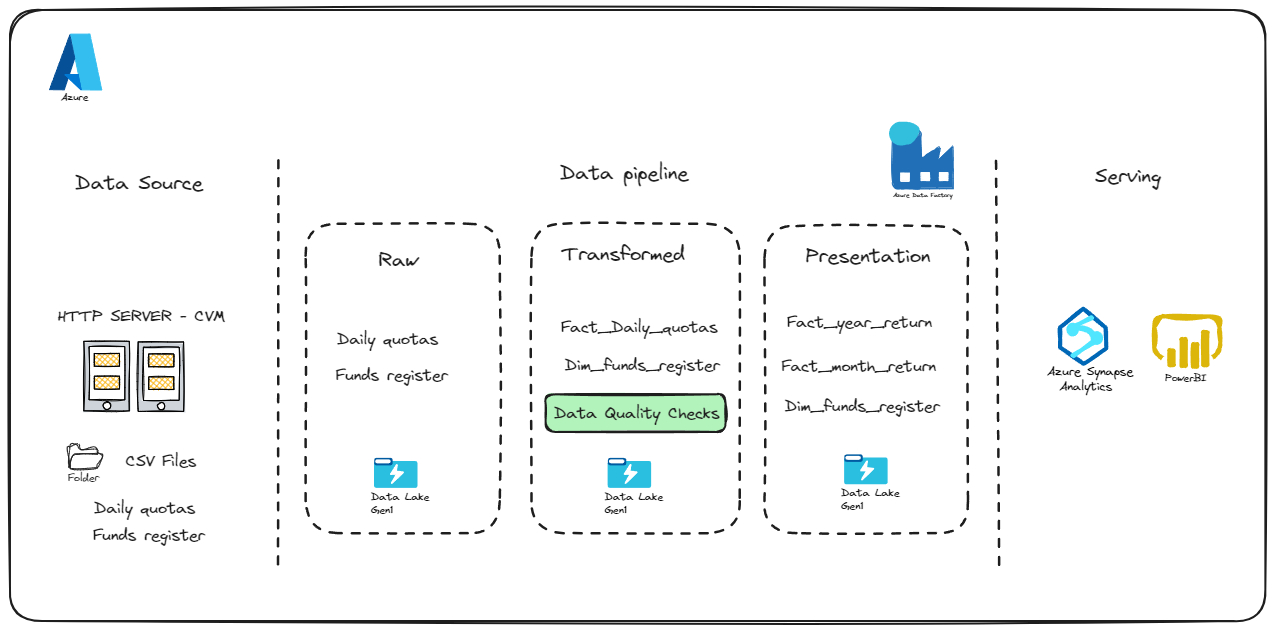 Azure
Data Source
Data pipeline
Azure Data Factory
Serving
HTTP SERVER - CVM
Folder
CSV Files
Daily quotas
Funds register
Raw
Daily quotas
Funds register
Data Lake
Gen1
Transformed
Fact_Daily_quotas
Dim_funds_register
Data Quality Checks
Data Lake
Gen1
Presentation
Fact_year_return
Fact_month_return
Dim_funds_register
Data Lake
Gen1
Azure Synapse
Analytics
PowerBI